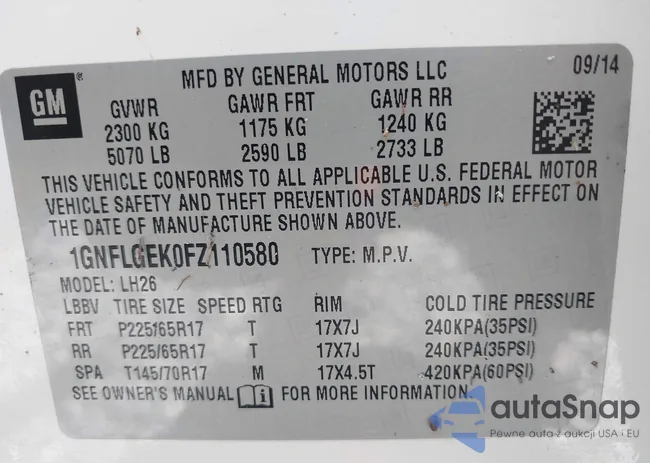 GM ®
MFD BY GENERAL MOTORS LLC 09/14
GVWR GAWR FRT GAWR RR
2300 KG 1175 KG 1240 KG
5070 LB 2590 LB 2733 LB
THIS VEHICLE CONFORMS TO ALL APPLICABLE U.S. FEDERAL MOTOR
VEHICLE SAFETY AND THEFT PREVENTION STANDARDS IN EFFECT ON
THE DATE OF MANUFACTURE SHOWN ABOVE.
1GNFLGEK0FZ110580 TYPE: M.P.V.
MODEL: LH26
LBBV TIRE SIZE SPEED RTG RIM COLD TIRE PRESSURE
FRT P225/65R17 T 17X7J 240KPA(35PSI)
RR P225/65R17 T 17X7J 240KPA(35PSI)
SPA T145/70R17 M 17X4.5T 420KPA(60PSI)
SEE OWNER'S MANUAL i FOR MORE INFORMATION.
autaSnap
Pewne auta z aukcji USA i EU